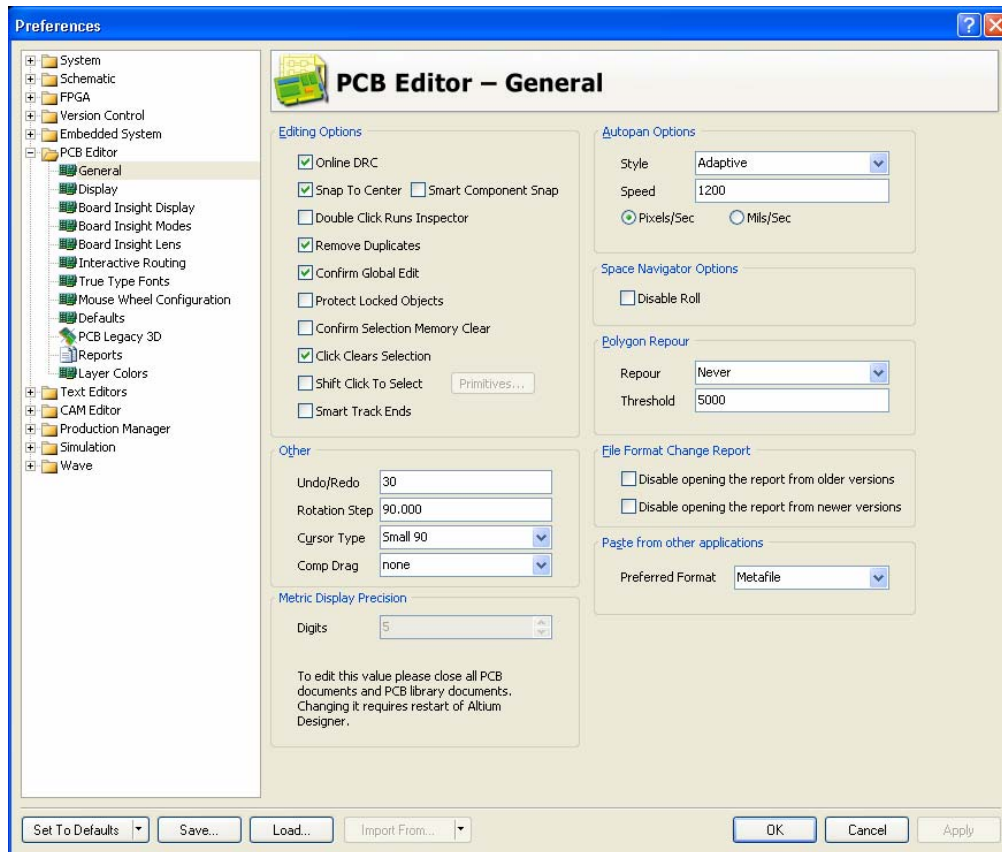 Preferences
System
Schematic
FPGA
Version Control
Embedded System
PCB Editor
General
Display
Board Insight Display
Board Insight Modes
Board Insight Lens
Interactive Routing
True Type Fonts
Mouse Wheel Configuration
Defaults
PCB Legacy 3D
Reports
Layer Colors
Text Editors
CAM Editor
Production Manager
Simulation
Wave
PCB Editor – General
Editing Options
Online DRC
Snap To Center Smart Component Snap
Double Click Runs Inspector
Remove Duplicates
Confirm Global Edit
Protect Locked Objects
Confirm Selection Memory Clear
Click Clears Selection
Shift Click To Select Primitives...
Smart Track Ends
Other
Undo/Redo 30
Rotation Step 90.000
Cursor Type Small 90
Comp Drag none
Metric Display Precision
Digits 5
To edit this value please close all PCB
documents and PCB library documents.
Changing it requires restart of Altium
Designer.
Autopan Options
Style Adaptive
Speed 1200
Pixels/Sec Mils/Sec
Space Navigator Options
Disable Roll
Polygon Repour
Repour Never
Threshold 5000
File Format Change Report
Disable opening the report from older versions
Disable opening the report from newer versions
Paste from other applications
Preferred Format Metafile
Set To Defaults Save... Load... Import From... OK Cancel Apply